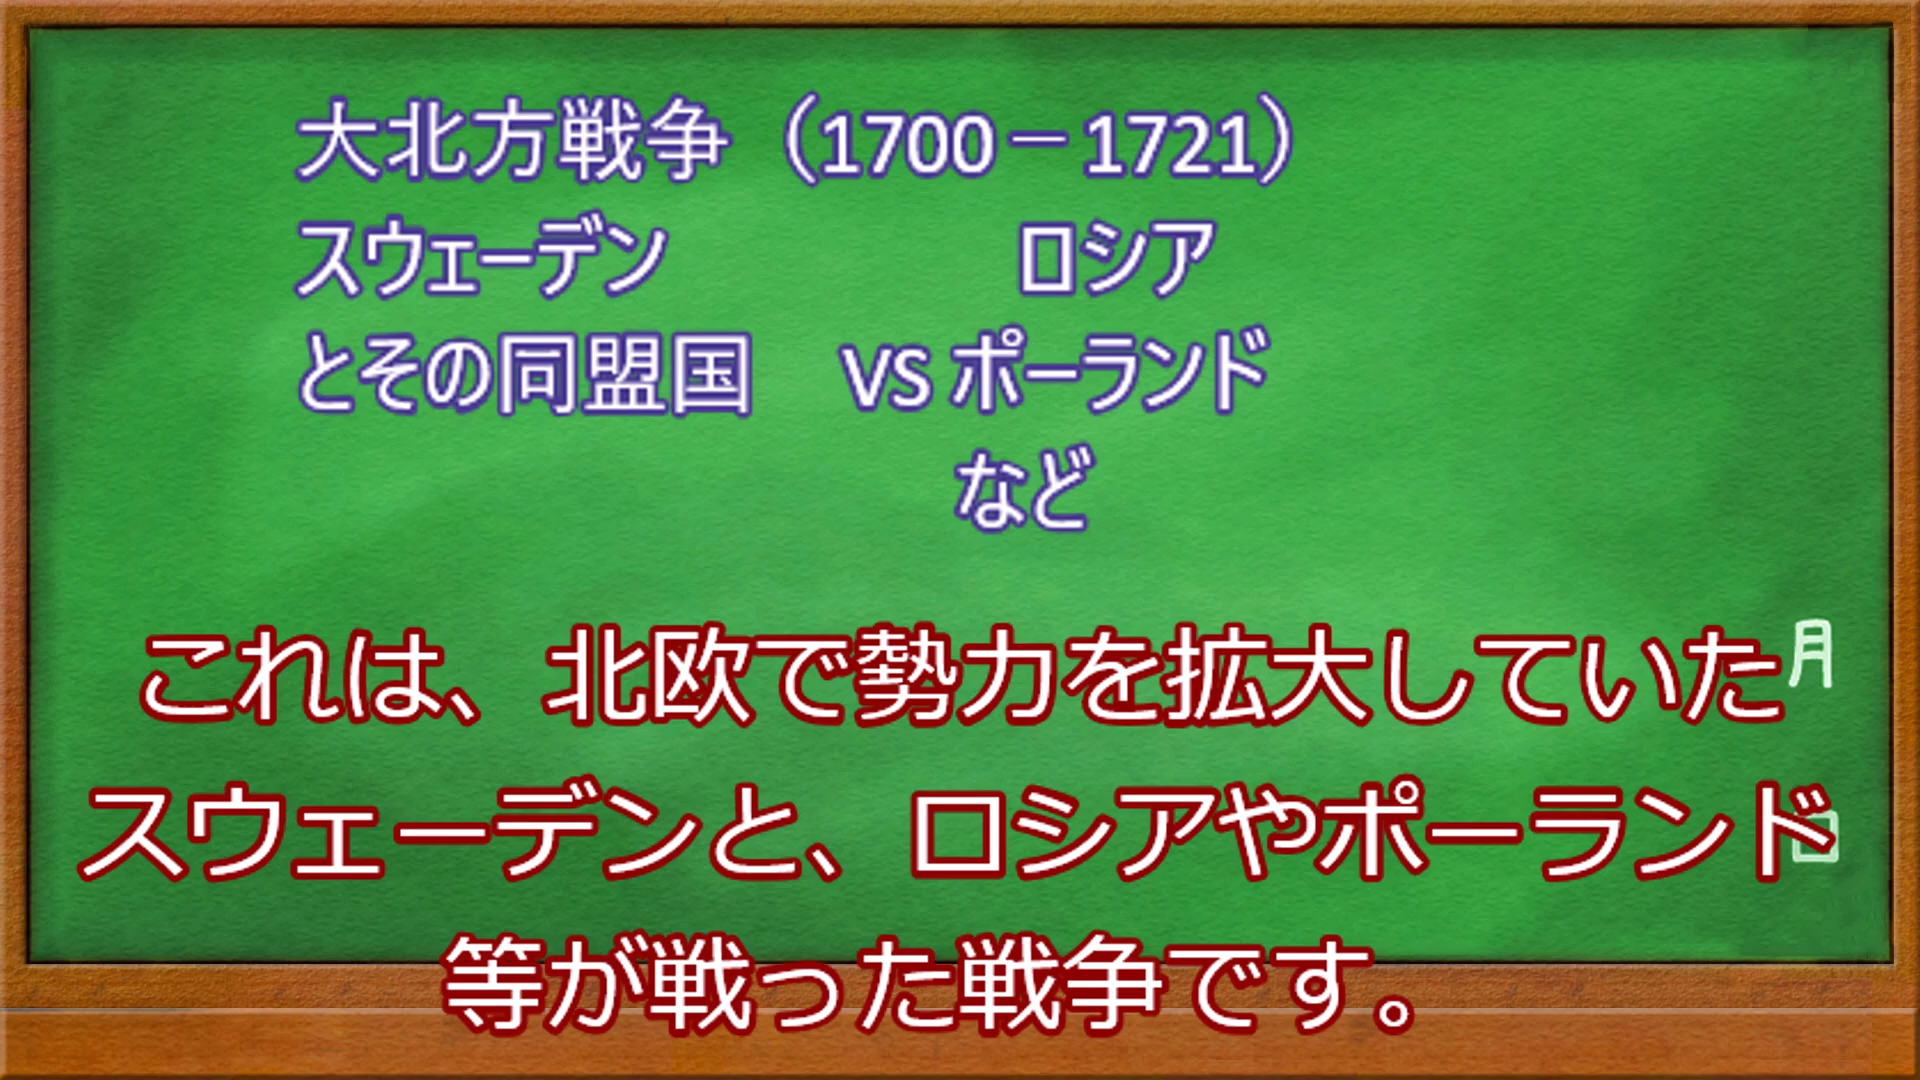 大北方戦争（1700－1721）
スウェーデン　ロシア
とその同盟国　VS ポーランド
など
これは、北欧で勢力を拡大していた
月
スウェーデンと、ロシアやポーランド
等が戦った戦争です。